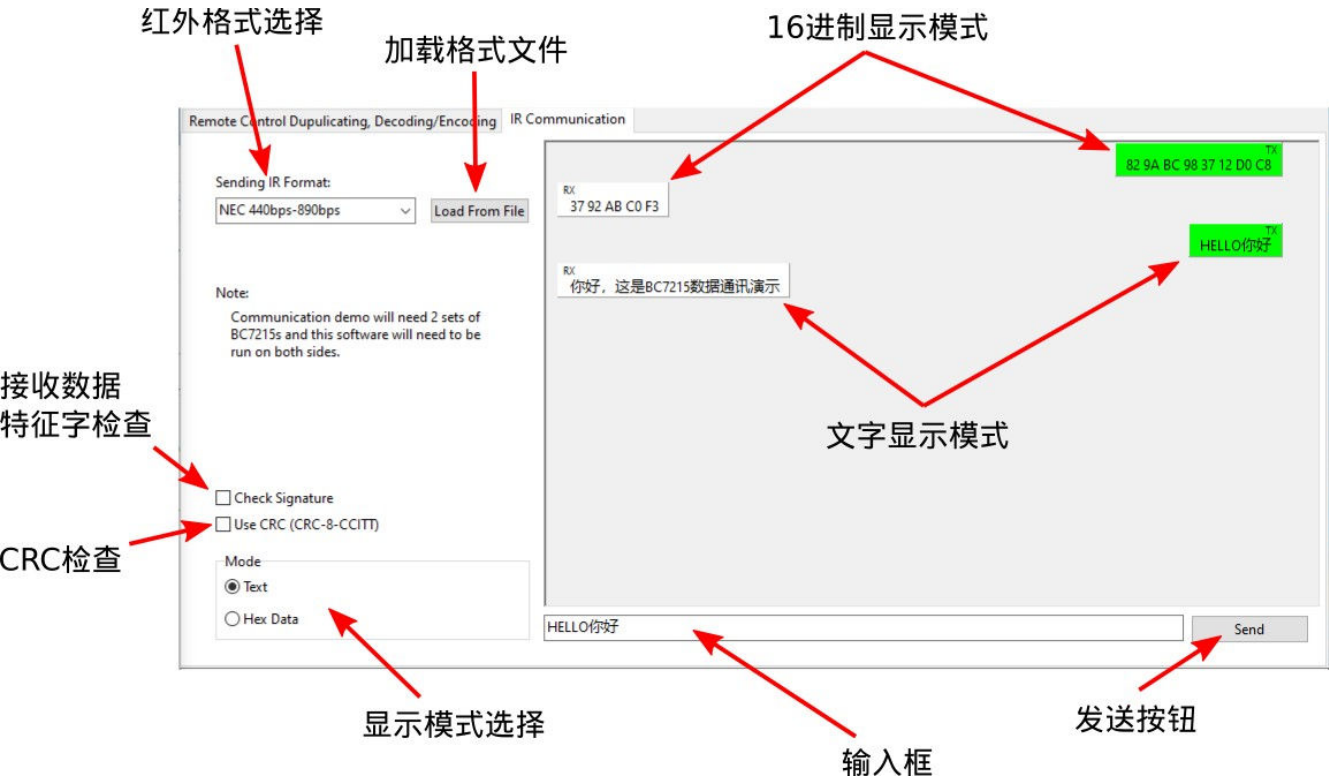 红外格式选择
加载格式文件
16进制显示模式
Remote Control Dupulicating, Decoding/Encoding
IR Communication
TX
82 9A BC 98 37 12 D0 C8
Sending IR Format:
RX
NEC 440bps-890bps
Load From File
37 92 AB C0 F3
TX
HELLO你好
RX
你好，这是BC7215数据通讯演示
Note:
Communication demo will need 2 sets of
BC7215s and this software will need to be
run on both sides.
接收数据
特征字检查
文字显示模式
Check Signature
Use CRC (CRC-8-CCITT)
CRC检查
Mode
Text
Hex Data
HELLO你好
Send
显示模式选择
发送按钮
输入框